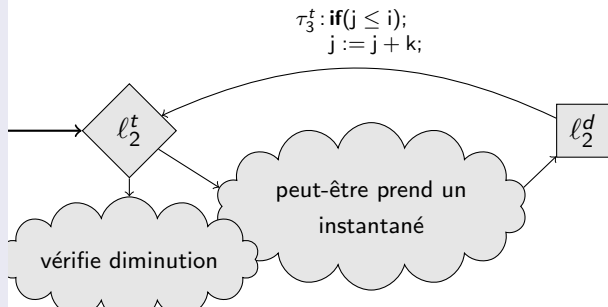 τ₃ᵗ: if(j ≤ i);
j := j + k;
ℓ₂ᵗ
ℓ₂ᵈ
peut-être prend un
instantané
vérifie diminution